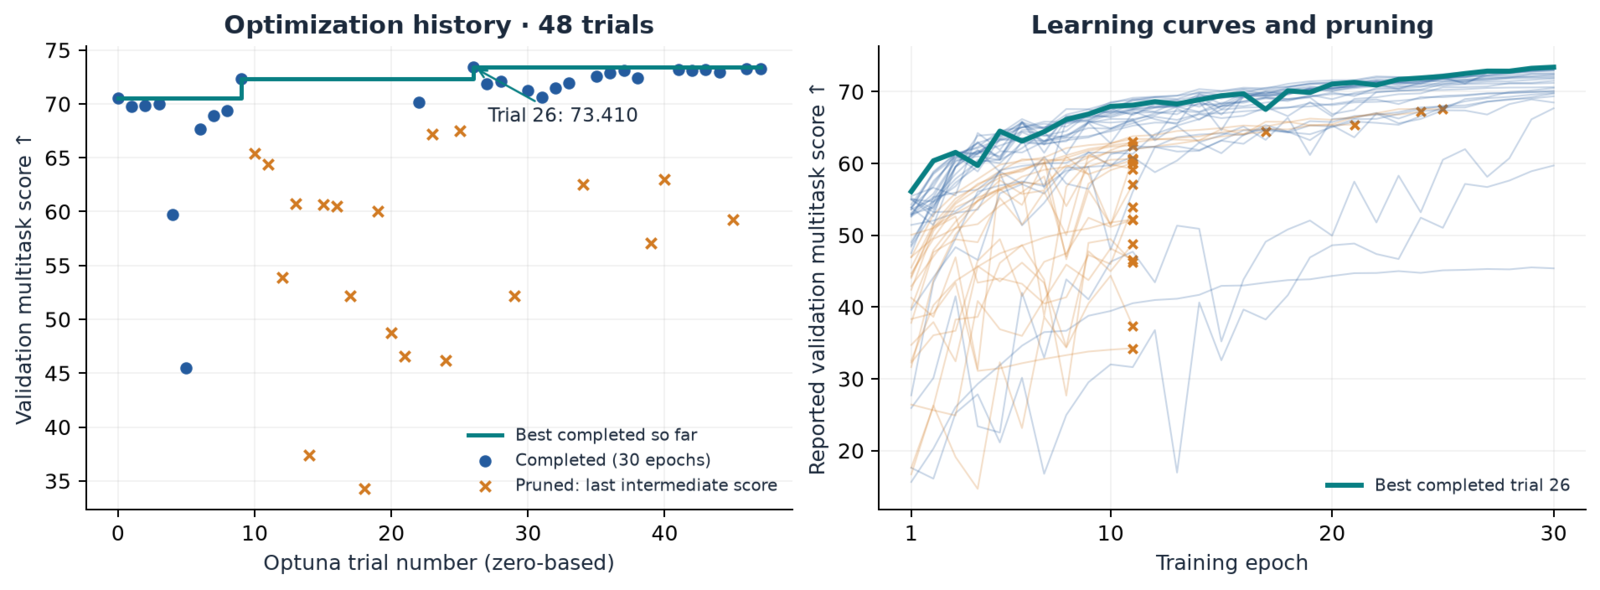 Optimization history · 48 trials
Validation multitask score ↑
75
70
65
60
55
50
45
40
35
Trial 26: 73.410
Best completed so far
Completed (30 epochs)
Pruned: last intermediate score
0
10
20
30
40
Optuna trial number (zero-based)
Learning curves and pruning
Reported validation multitask score ↑
70
60
50
40
30
20
Best completed trial 26
1
10
20
30
Training epoch